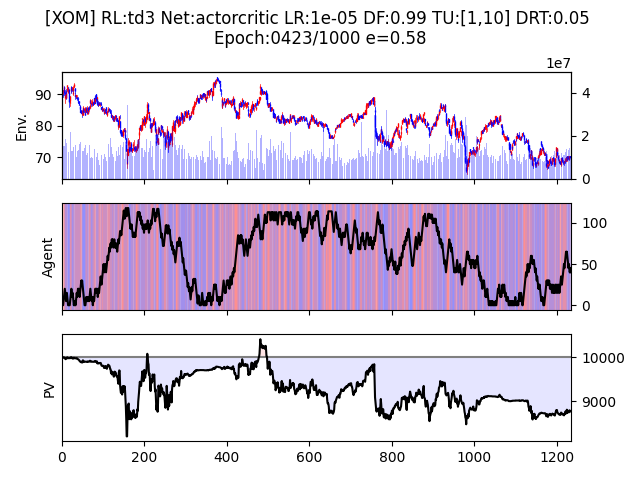 [XOM] RL:td3 Net:actorcritic LR:1e-05 DF:0.99 TU:[1,10] DRT:0.05
Epoch:0423/1000 e=0.58
1e7
Env.
90
80
70
4
2
0
Agent
100
50
0
PV
10000
9000
0 200 400 600 800 1000 1200